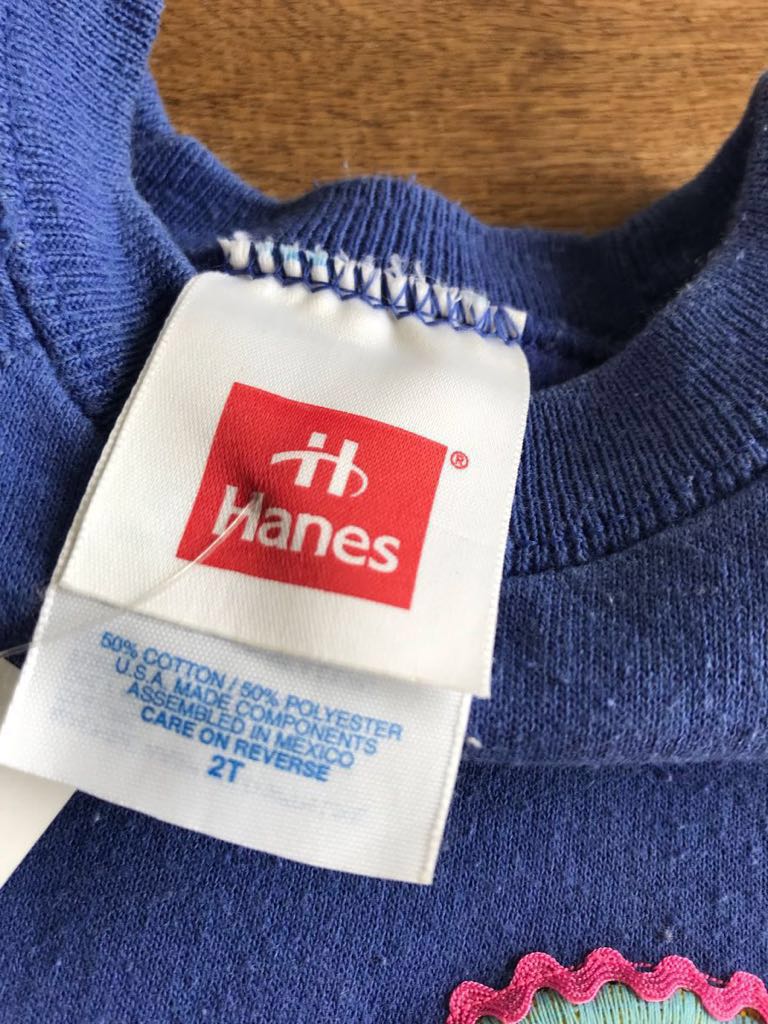 H
Hanes®
50% COTTON / 50% POLYESTER
U.S.A. MADE COMPONENTS
ASSEMBLED IN MEXICO
CARE ON REVERSE
2T